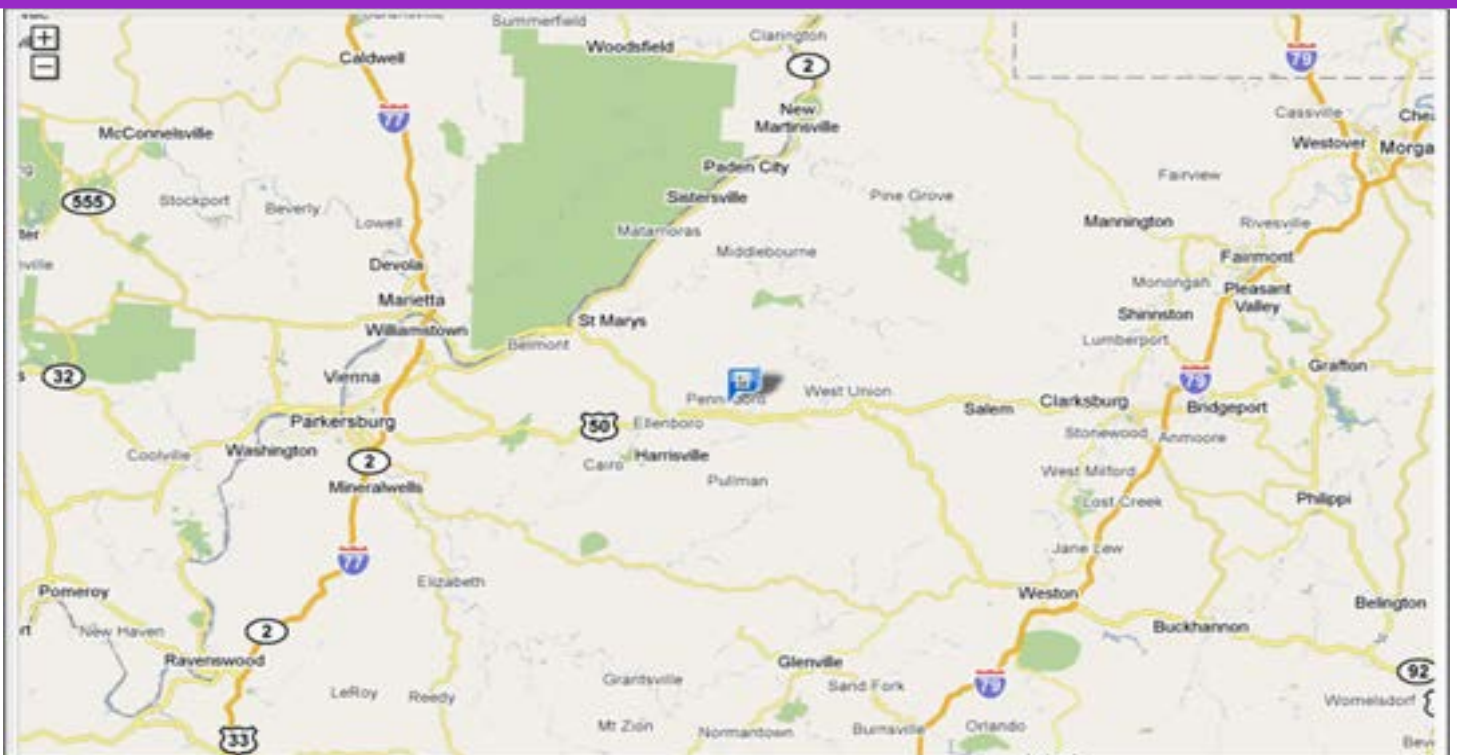 Summerfield
Clarington
Woodsfield
Caldwell
2
79
77
New
Martinsville
Cassville
McConnelsville
Westover
Paden City
Fairview
555
Stockport
Beverly
Sistersville
Pine Grove
Lowell
Matamoras
Mannington
Rivesville
Middlebourne
Devola
Fairmont
Monongah
Pleasant
Valley
Marietta
Williamstown
St Marys
Shinnston
Belmont
Lumberport
32
Vienna
79
Grafton
West Union
Parkersburg
50
Ellenboro
Salem
Clarksburg
Bridgeport
Stonewood
Anmoore
Coolville
Washington
2
Cairo
Harrisville
Mineralwells
Pullman
West Milford
Lost Creek
Philippi
Jane Lew
77
Elizabeth
Pomeroy
Weston
Belington
New Haven
2
Buckhannon
Ravenswood
Glenville
92
LeRoy
Reedy
Grantsville
Sand Fork
79
Womelsdorf
Mt Zion
Normantown
Burnsville
Orlando
33